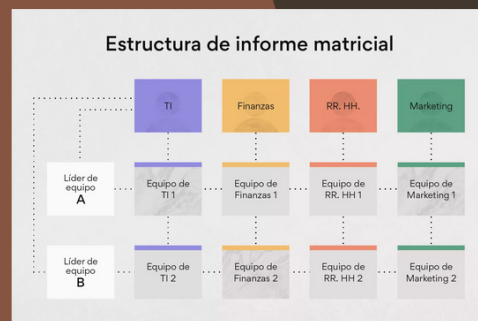 Estructura de informe matricial
TI
Finanzas
RR. HH.
Marketing
Líder de
equipo
A
Equipo de
TI 1
Equipo de
Finanzas 1
Equipo de
RR. HH 1
Equipo de
Marketing 1
Líder de
equipo
B
Equipo de
TI 2
Equipo de
Finanzas 2
Equipo de
RR. HH 2
Equipo de
Marketing 2